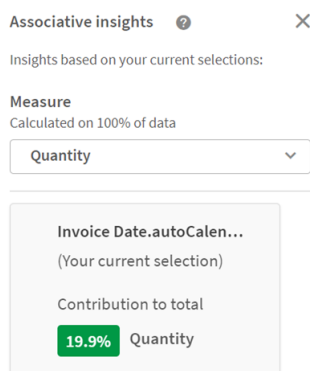 Associative insights ?
Insights based on your current selections:
Measure
Calculated on 100% of data
Quantity
Invoice Date.autoCalen...
(Your current selection)
Contribution to total
19.9% Quantity